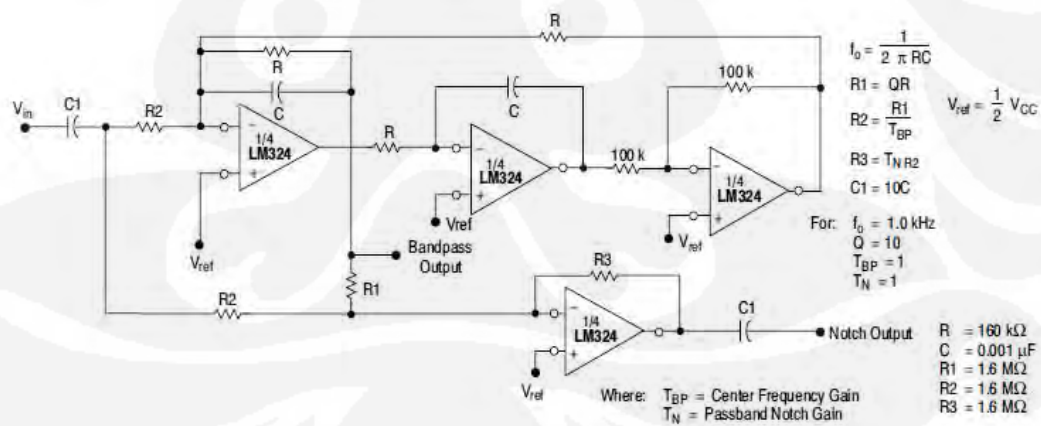 R
R
100 k
C
C
V_in
C1
R2
R
100 k
1/4
LM324
1/4
LM324
1/4
LM324
V_ref
Vref
V_ref
Bandpass
Output
R1
R2
R3
1/4
LM324
C1
Notch Output
V_ref
f_o = 1 / 2 π RC
R1 = QR
R2 = R1 / T_BP
R3 = T_N R2
C1 = 10C
V_ref = 1/2 V_CC
For: f_o = 1.0 kHz
Q = 10
T_BP = 1
T_N = 1
R = 160 kΩ
C = 0.001 µF
R1 = 1.6 MΩ
R2 = 1.6 MΩ
R3 = 1.6 MΩ
Where: T_BP = Center Frequency Gain
T_N = Passband Notch Gain